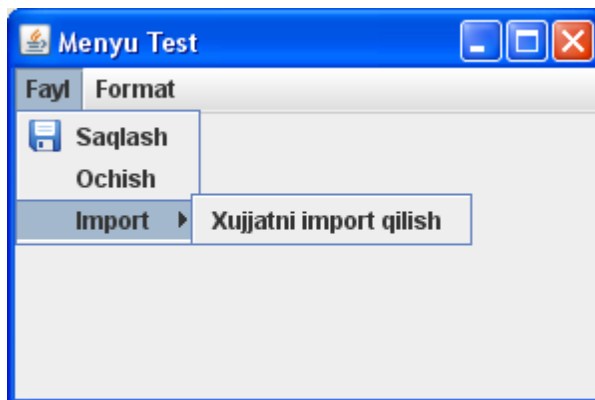 Menyu Test
Fayl Format
Saqlash
Ochish
Import Xujjatni import qilish